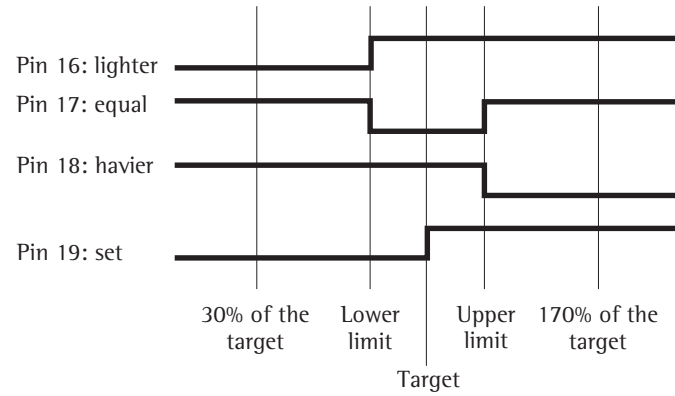 Pin 16: lighter
Pin 17: equal
Pin 18: havier
Pin 19: set
30% of the
target
Lower
limit
Target
Upper
limit
170% of the
target